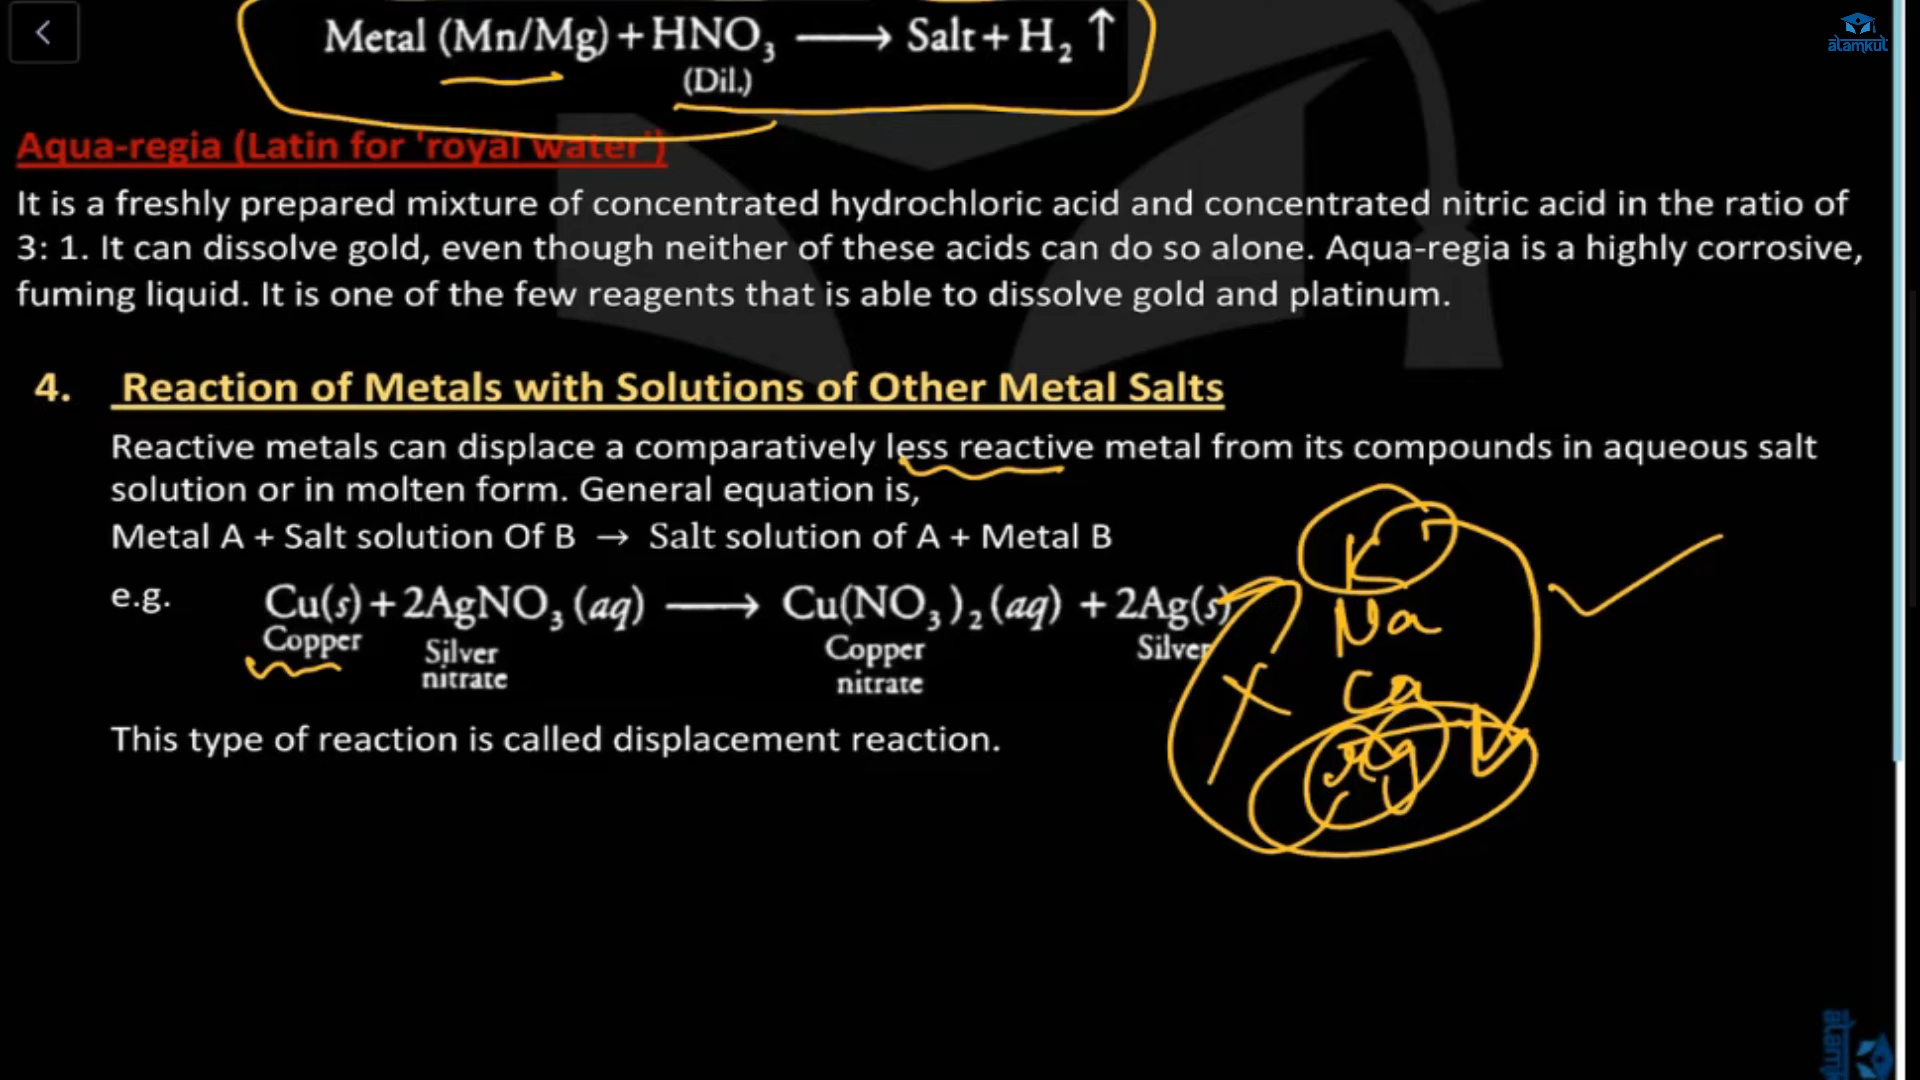 Metal (Mn/Mg) + HNO₃ ⟶ Salt + H₂ ↑
(Dil.)
atamkul
Aqua-regia (Latin for 'royal water')
It is a freshly prepared mixture of concentrated hydrochloric acid and concentrated nitric acid in the ratio of
3: 1. It can dissolve gold, even though neither of these acids can do so alone. Aqua-regia is a highly corrosive,
fuming liquid. It is one of the few reagents that is able to dissolve gold and platinum.
4. Reaction of Metals with Solutions of Other Metal Salts
Reactive metals can displace a comparatively less reactive metal from its compounds in aqueous salt
solution or in molten form. General equation is,
Metal A + Salt solution Of B → Salt solution of A + Metal B
e.g. Cu(s) + 2AgNO₃ (aq) ⟶ Cu(NO₃)₂ (aq) + 2Ag(s)
Copper Silver Copper Silver
nitrate nitrate
K
Na
Ca
This type of reaction is called displacement reaction.